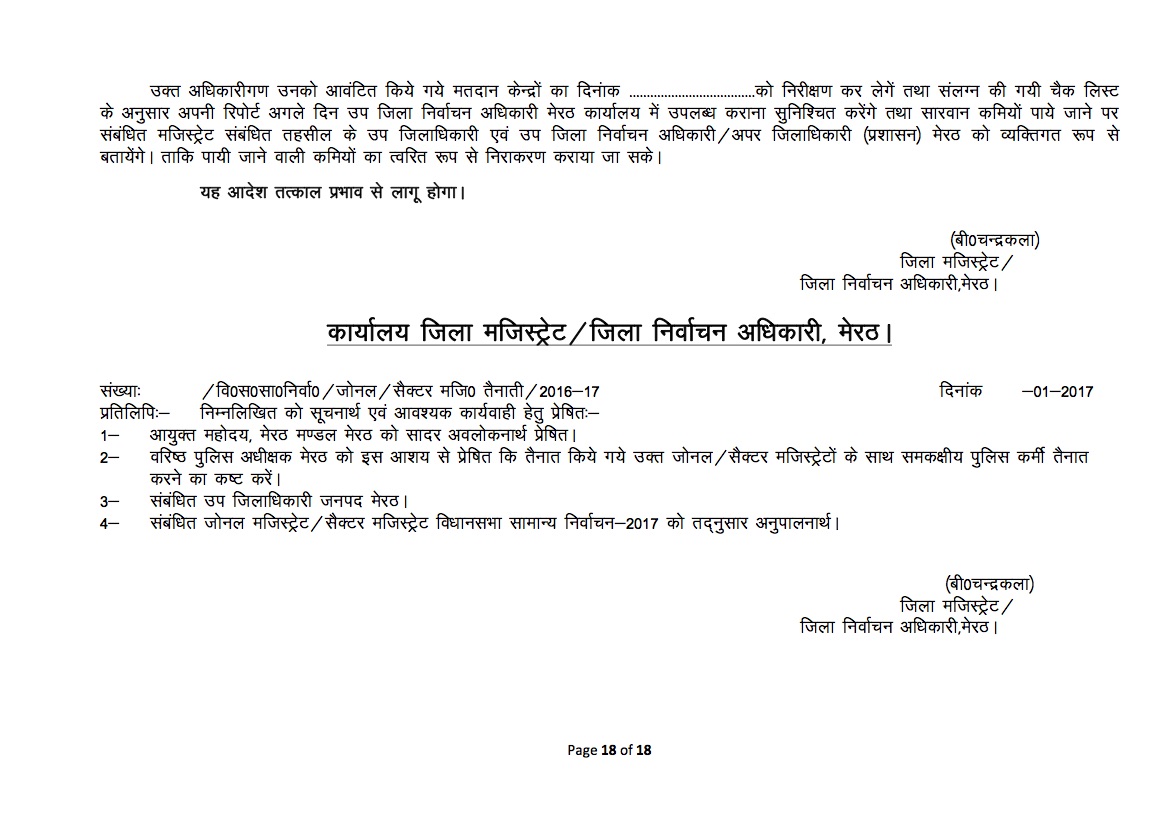 उक्त अधिकारीगण उनको आवंटित किये गये मतदान केन्द्रों का दिनांक ..................................को निरीक्षण कर लेगें तथा संलग्न की गयी चैक लिस्ट
के अनुसार अपनी रिपोर्ट अगले दिन उप जिला निर्वाचन अधिकारी मेरठ कार्यालय में उपलब्ध कराना सुनिश्चित करेंगे तथा सारवान कमियों पाये जाने पर
संबंधित मजिस्ट्रेट संबंधित तहसील के उप जिलाधिकारी एवं उप जिला निर्वाचन अधिकारी/अपर जिलाधिकारी (प्रशासन) मेरठ को व्यक्तिगत रूप से
बतायेंगे। ताकि पायी जाने वाली कमियों का त्वरित रूप से निराकरण कराया जा सके।
यह आदेश तत्काल प्रभाव से लागू होगा।
(बी0चन्द्रकला)
जिला मजिस्ट्रेट/
जिला निर्वाचन अधिकारी,मेरठ।
कार्यालय जिला मजिस्ट्रेट/जिला निर्वाचन अधिकारी, मेरठ।
संख्याः /वि0स0सा0निर्वा0/जोनल/सैक्टर मजि0 तैनाती/2016–17 दिनांक –01–2017
प्रतिलिपिः– निम्नलिखित को सूचनार्थ एवं आवश्यक कार्यवाही हेतु प्रेषितः–
1– आयुक्त महोदय, मेरठ मण्डल मेरठ को सादर अवलोकनार्थ प्रेषित।
2– वरिष्ठ पुलिस अधीक्षक मेरठ को इस आशय से प्रेषित कि तैनात किये गये उक्त जोनल/सैक्टर मजिस्ट्रेटों के साथ समकक्षीय पुलिस कर्मी तैनात
करने का कष्ट करें।
3– संबंधित उप जिलाधिकारी जनपद मेरठ।
4– संबंधित जोनल मजिस्ट्रेट/सैक्टर मजिस्ट्रेट विधानसभा सामान्य निर्वाचन–2017 को तद्नुसार अनुपालनार्थ।
(बी0चन्द्रकला)
जिला मजिस्ट्रेट/
जिला निर्वाचन अधिकारी,मेरठ।
Page 18 of 18